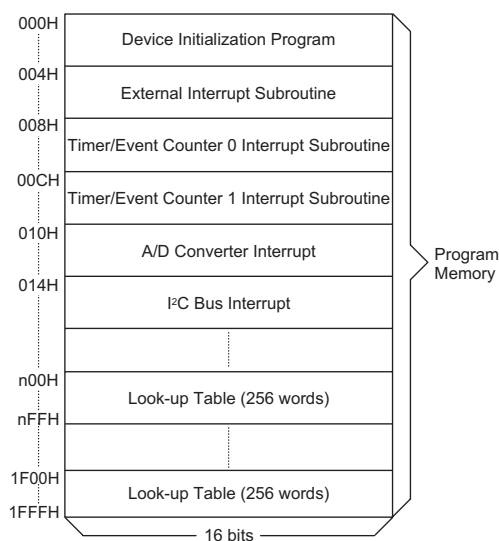 000H
Device Initialization Program
004H
External Interrupt Subroutine
008H
Timer/Event Counter 0 Interrupt Subroutine
00CH
Timer/Event Counter 1 Interrupt Subroutine
010H
A/D Converter Interrupt
014H
I²C Bus Interrupt
Program
Memory
n00H
Look-up Table (256 words)
nFFH
1F00H
Look-up Table (256 words)
1FFFH
16 bits